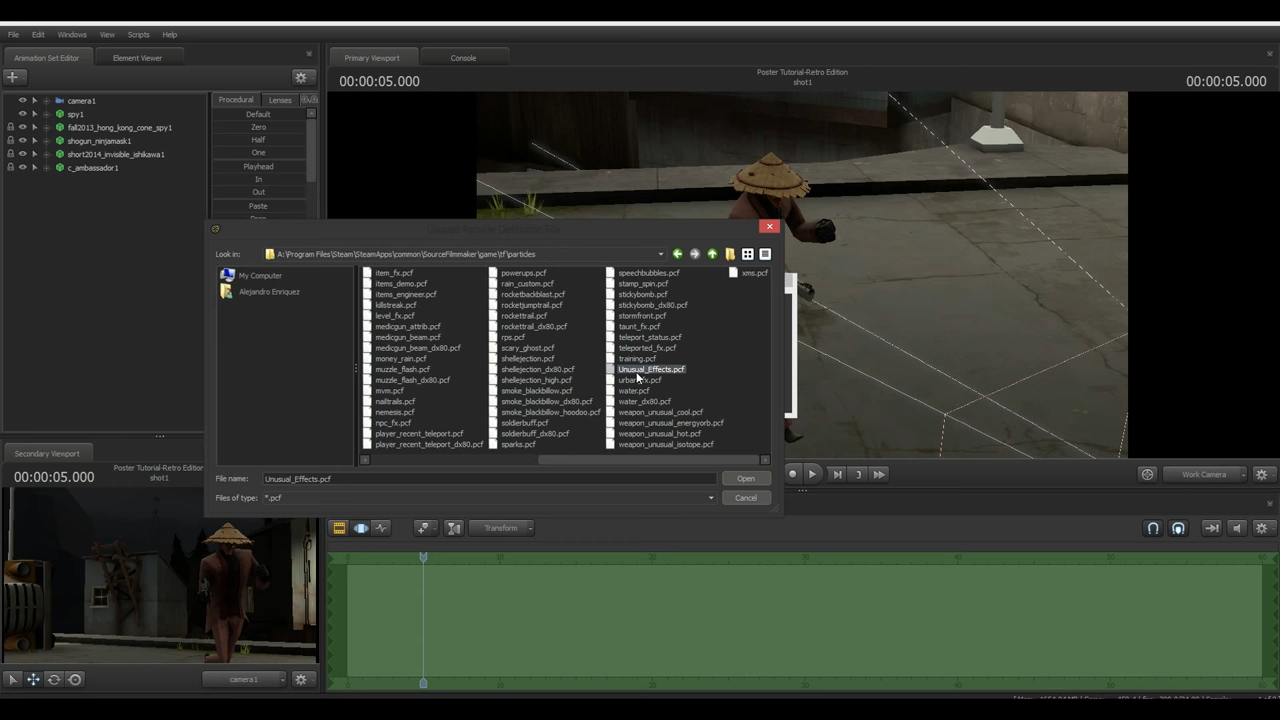 File Edit Windows View Scripts Help
Animation Set Editor Element Viewer
Primary Viewport Console
00:00:05.000
Poster Tutorial-Retro Edition
shot1
00:00:05.000
camera1
spy1
fall2013_hong_kong_cone_spy1
shogun_ninjamask1
short2014_invisible_ishikawa1
c_ambassador1
Procedural Lenses
Default
Zero
Half
One
Playhead
In
Out
Paste
Look in: A:\Program Files\Steam\SteamApps\common\SourceFilmmaker\game\tf\particles
My Computer
Alejandro Enriquez
item_fx.pcf
items_demo.pcf
items_engineer.pcf
killstreak.pcf
level_fx.pcf
medicgun_attrib.pcf
medicgun_beam.pcf
medicgun_beam_dx80.pcf
money_rain.pcf
muzzle_flash.pcf
muzzle_flash_dx80.pcf
mvm.pcf
nailtrails.pcf
nemesis.pcf
npc_fx.pcf
player_recent_teleport.pcf
player_recent_teleport_dx80.pcf
powerups.pcf
rain_custom.pcf
rocketbackblast.pcf
rocketjumptrail.pcf
rockettrail.pcf
rockettrail_dx80.pcf
rps.pcf
scary_ghost.pcf
shellejection.pcf
shellejection_dx80.pcf
shellejection_high.pcf
smoke_blackbillow.pcf
smoke_blackbillow_dx80.pcf
smoke_blackbillow_hoodoo.pcf
soldierbuff.pcf
soldierbuff_dx80.pcf
sparks.pcf
speechbubbles.pcf
stamp_spin.pcf
stickybomb.pcf
stickybomb_dx80.pcf
stormfront.pcf
taunt_fx.pcf
teleport_status.pcf
teleported_fx.pcf
training.pcf
Unusual_Effects.pcf
water.pcf
water_dx80.pcf
weapon_unusual_cool.pcf
weapon_unusual_energyorb.pcf
weapon_unusual_hot.pcf
weapon_unusual_isotope.pcf
xms.pcf
File name: Unusual_Effects.pcf Open
Files of type: *.pcf Cancel
Secondary Viewport
00:00:05.000
Poster Tutorial-Retro Edition
shot1
camera1
Work Camera
Transform
0 20 30 40 50 60